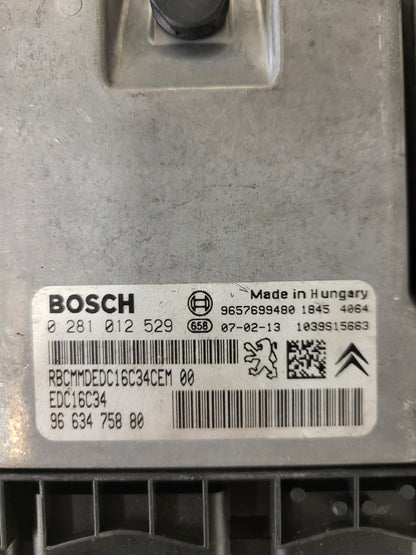 BOSCH Made in Hungary
9657699480 1845 4064
0 281 012 529 658 07-02-13 1039S15663
RBCMMDEDC16C34CEM 00
EDC16C34
96 634 758 80